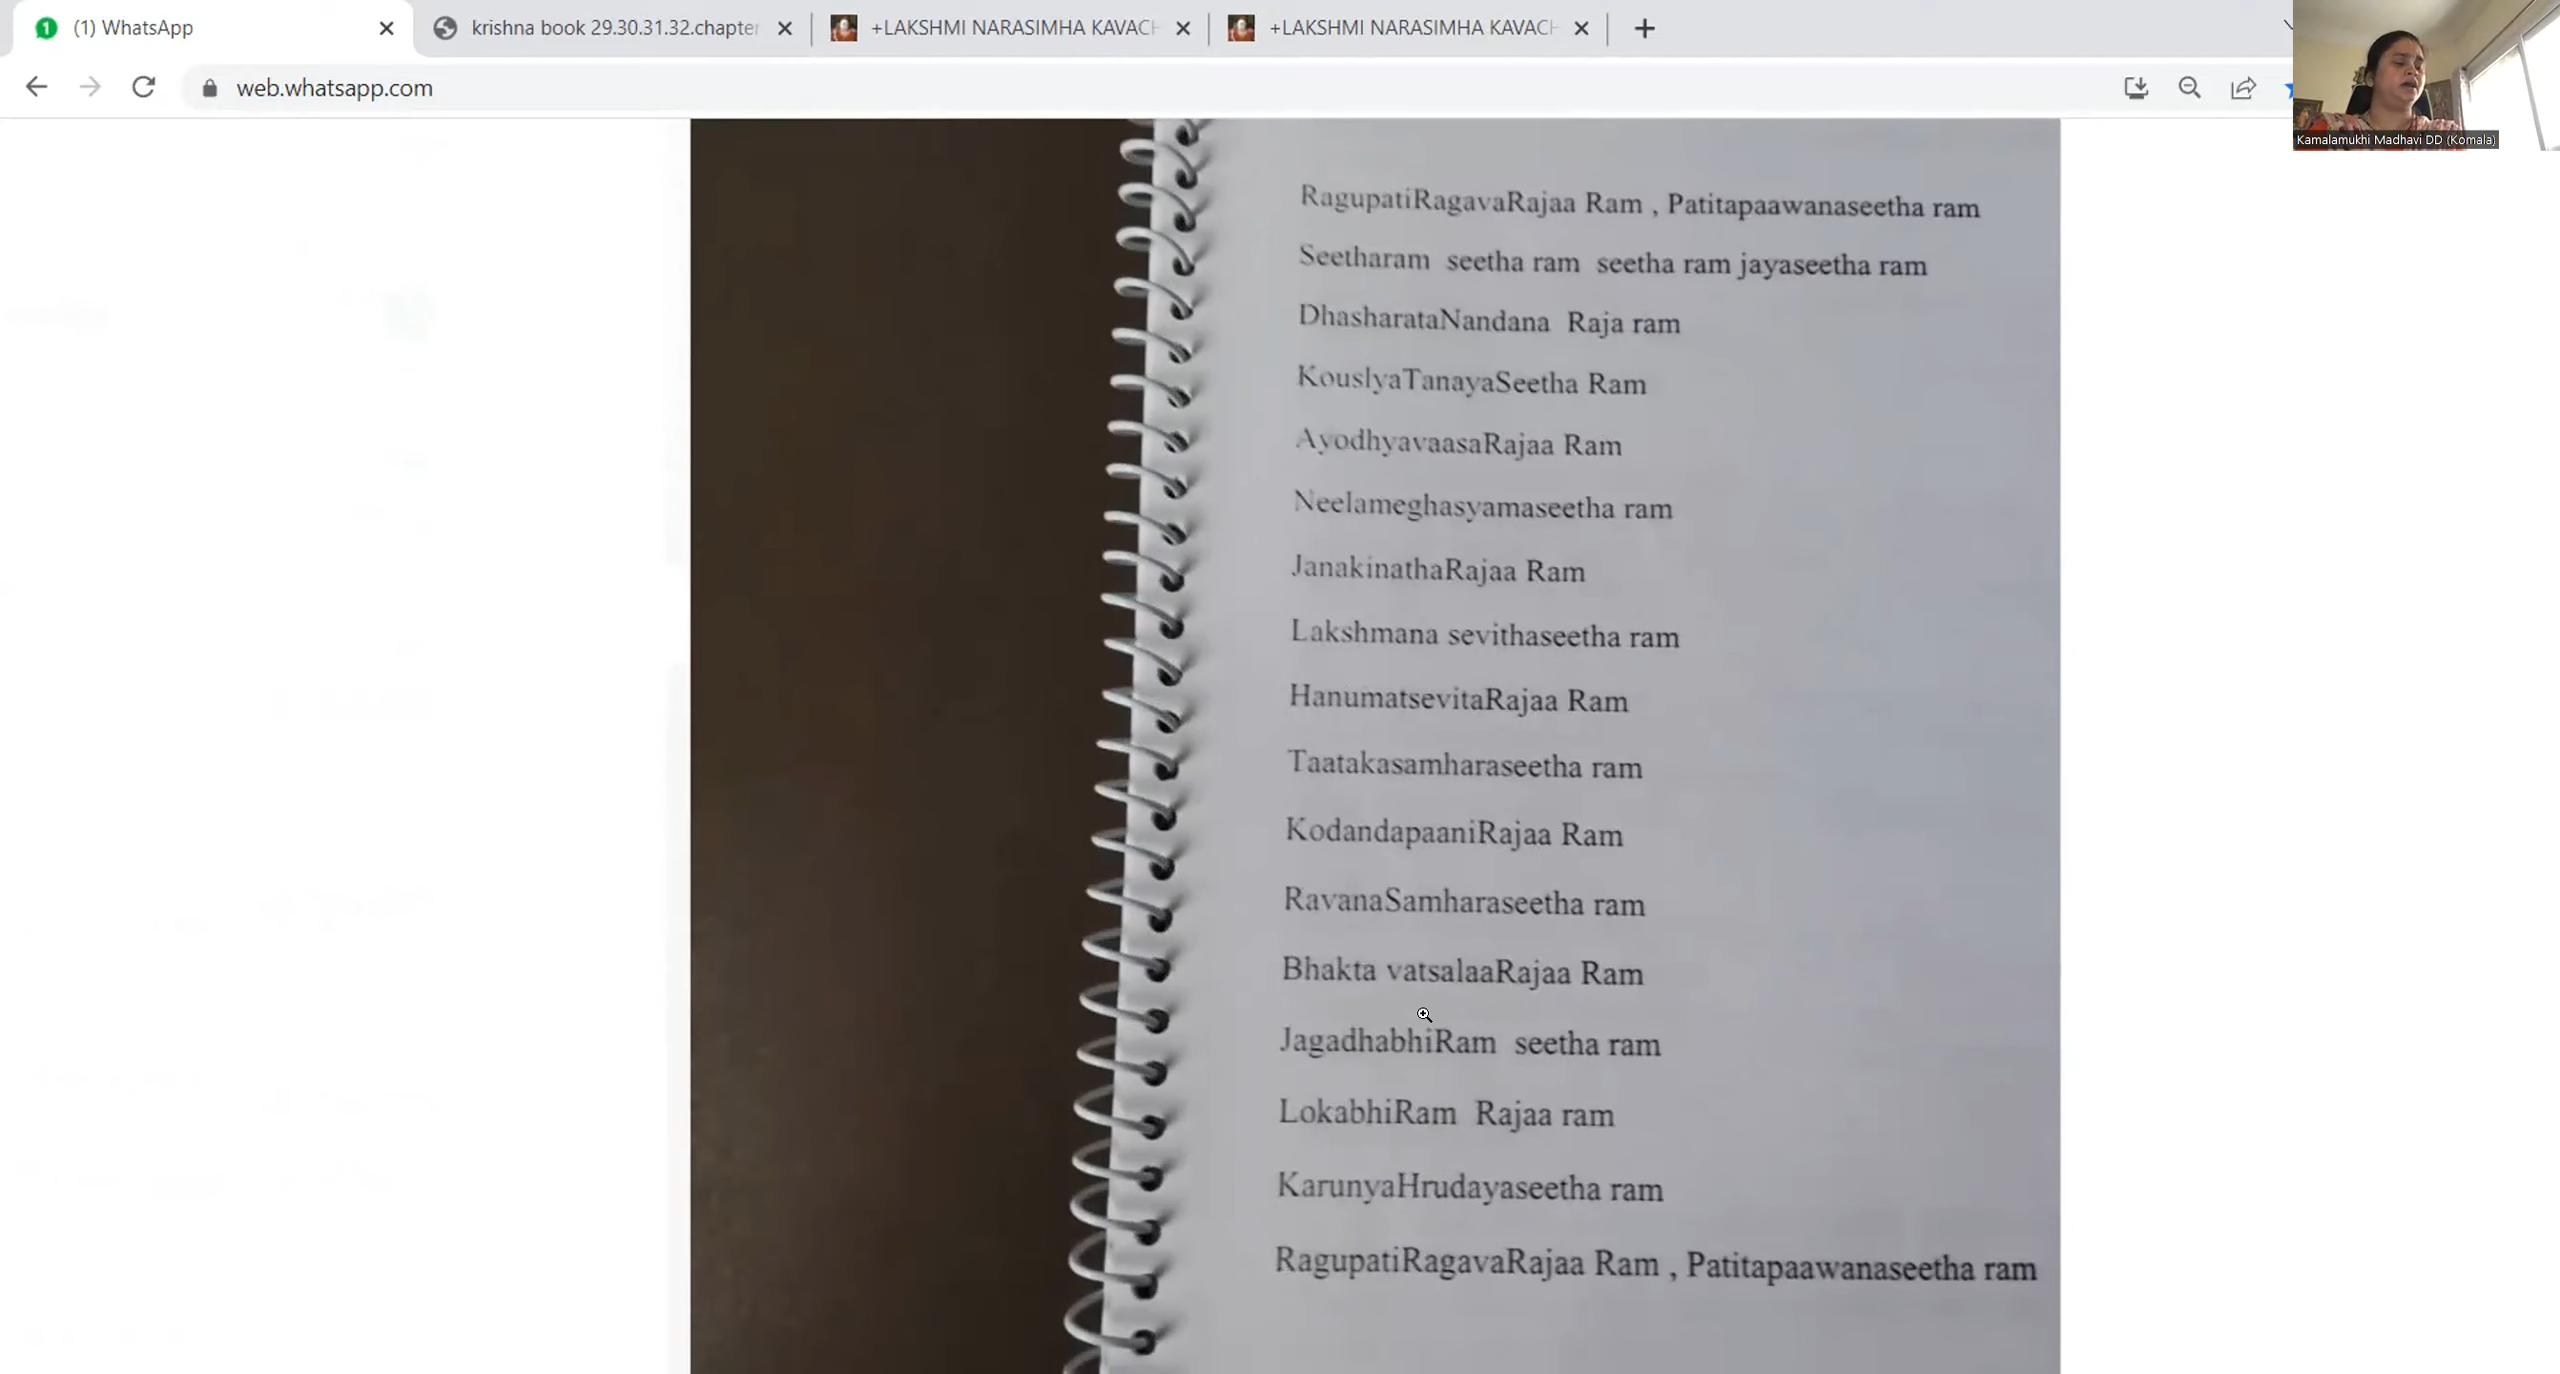 (1) WhatsApp
krishna book 29.30.31.32.chapter
+LAKSHMI NARASIMHA KAVACH
+LAKSHMI NARASIMHA KAVACH
web.whatsapp.com
Kamalamukhi Madhavi DD (Komala)
RagupatiRagavaRajaa Ram , Patitapaawanaseetha ram
Seetharam seetha ram seetha ram jayaseetha ram
DhasharataNandana Raja ram
KouslyaTanayaSeetha Ram
AyodhyavaasaRajaa Ram
Neelameghasyamaseetha ram
JanakinathaRajaa Ram
Lakshmana sevithaseetha ram
HanumatsevitaRajaa Ram
Taatakasamharaseetha ram
KodandapaaniRajaa Ram
RavanaSamharaseetha ram
Bhakta vatsalaaRajaa Ram
JagadhabhiRam seetha ram
LokabhiRam Rajaa ram
KarunyaHrudayaseetha ram
RagupatiRagavaRajaa Ram , Patitapaawanaseetha ram